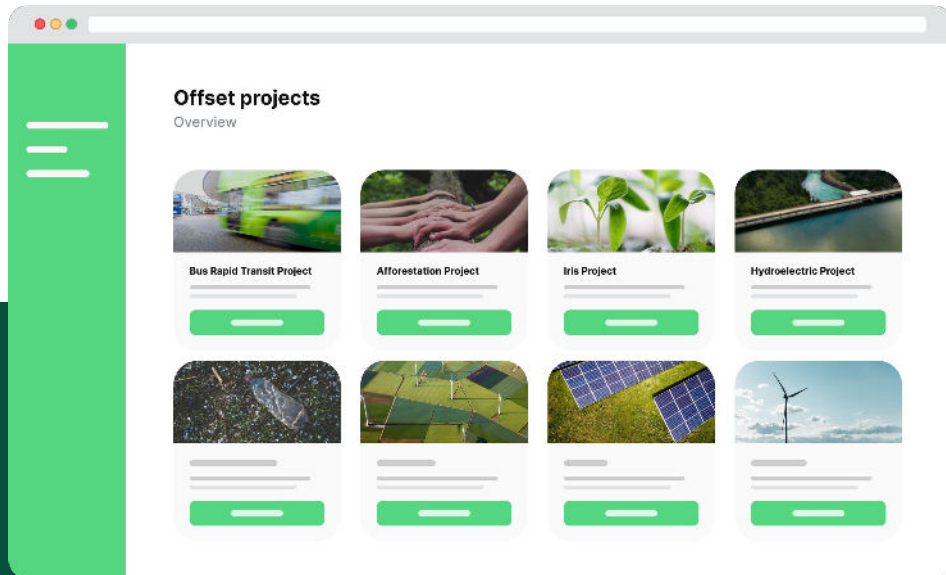 Offset projects
Overview
Bus Rapid Transit Project
Afforestation Project
Iris Project
Hydroelectric Project